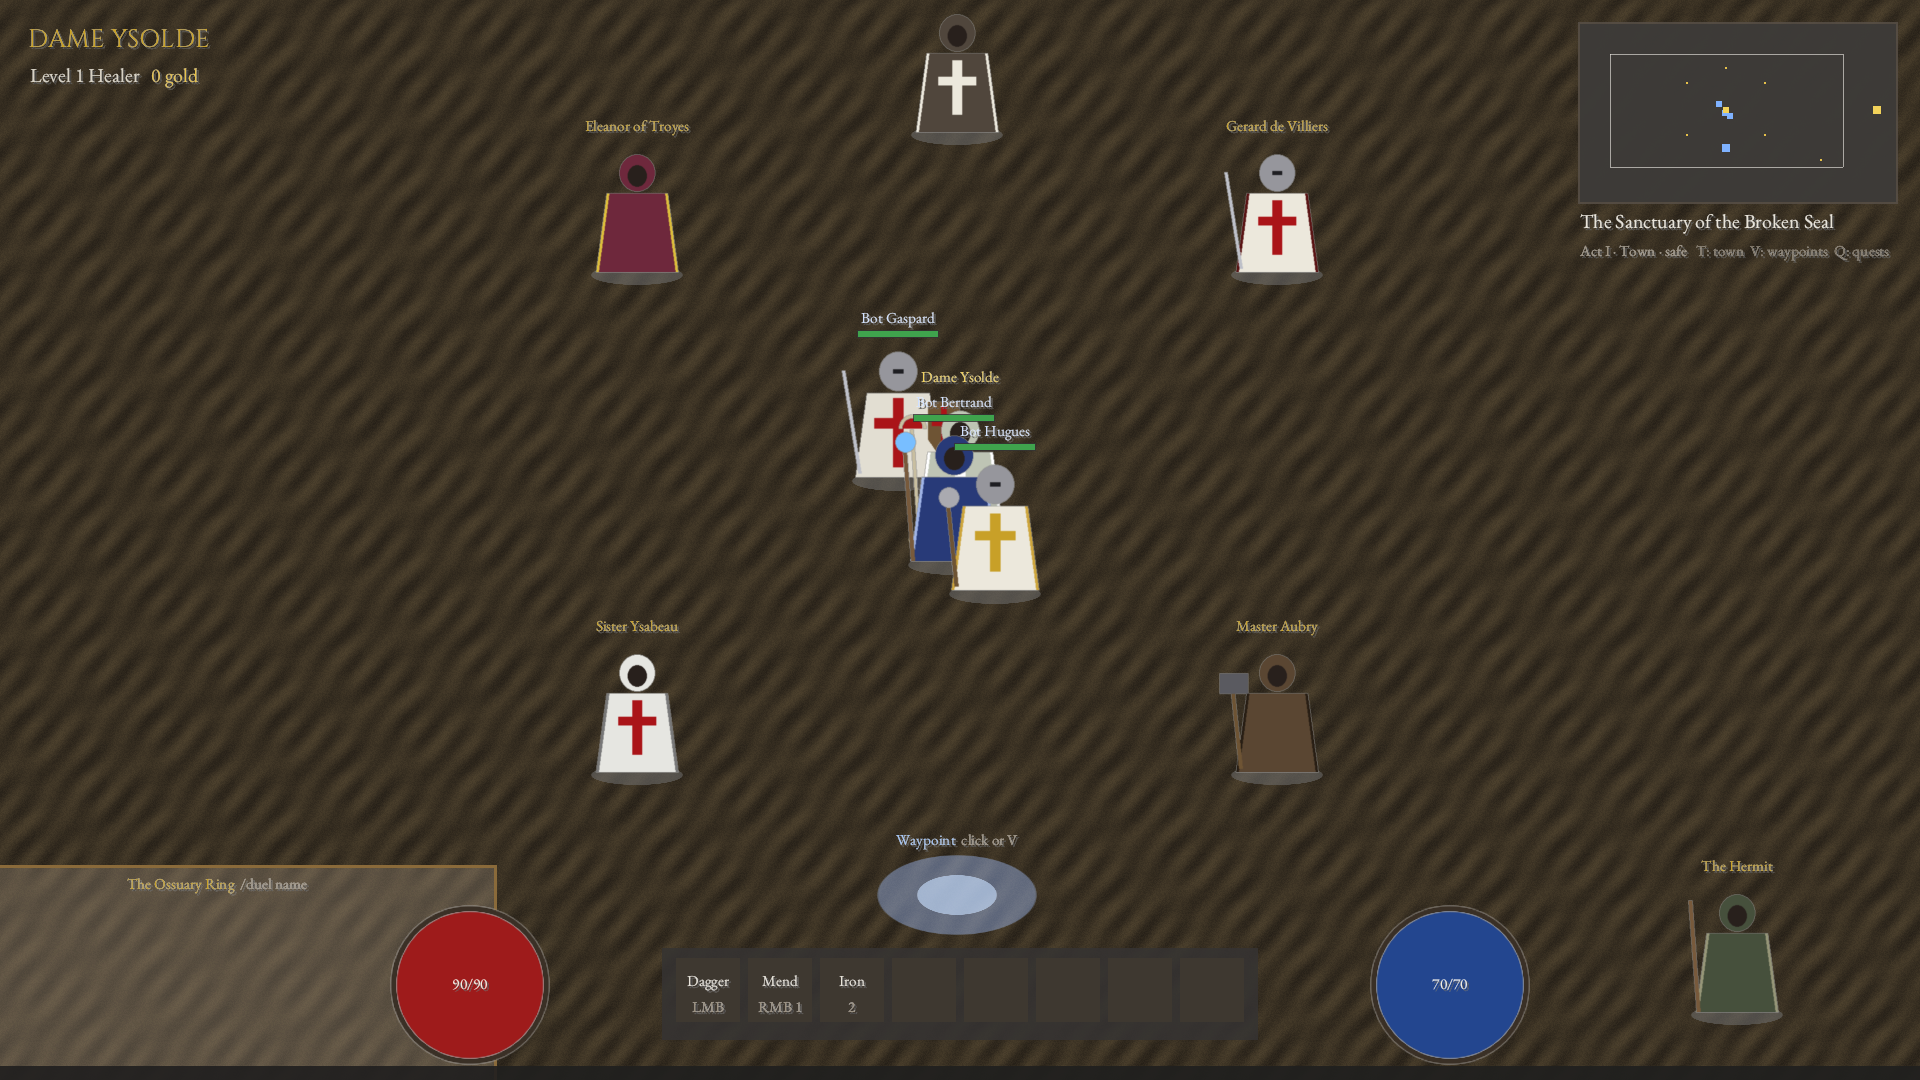 DAME YSOLDE
Level 1 Healer 0 gold
Eleanor of Troyes
Gerard de Villiers
The Sanctuary of the Broken Seal
Act I · Town · safe T: town V: waypoints Q: quests
Bot Gaspard
Dame Ysolde
Bot Bertrand
Bot Hugues
Sister Ysabeau
Master Aubry
Waypoint click or V
The Hermit
The Ossuary Ring /duel name
90/90
Dagger
LMB
Mend
RMB 1
Iron
2
70/70